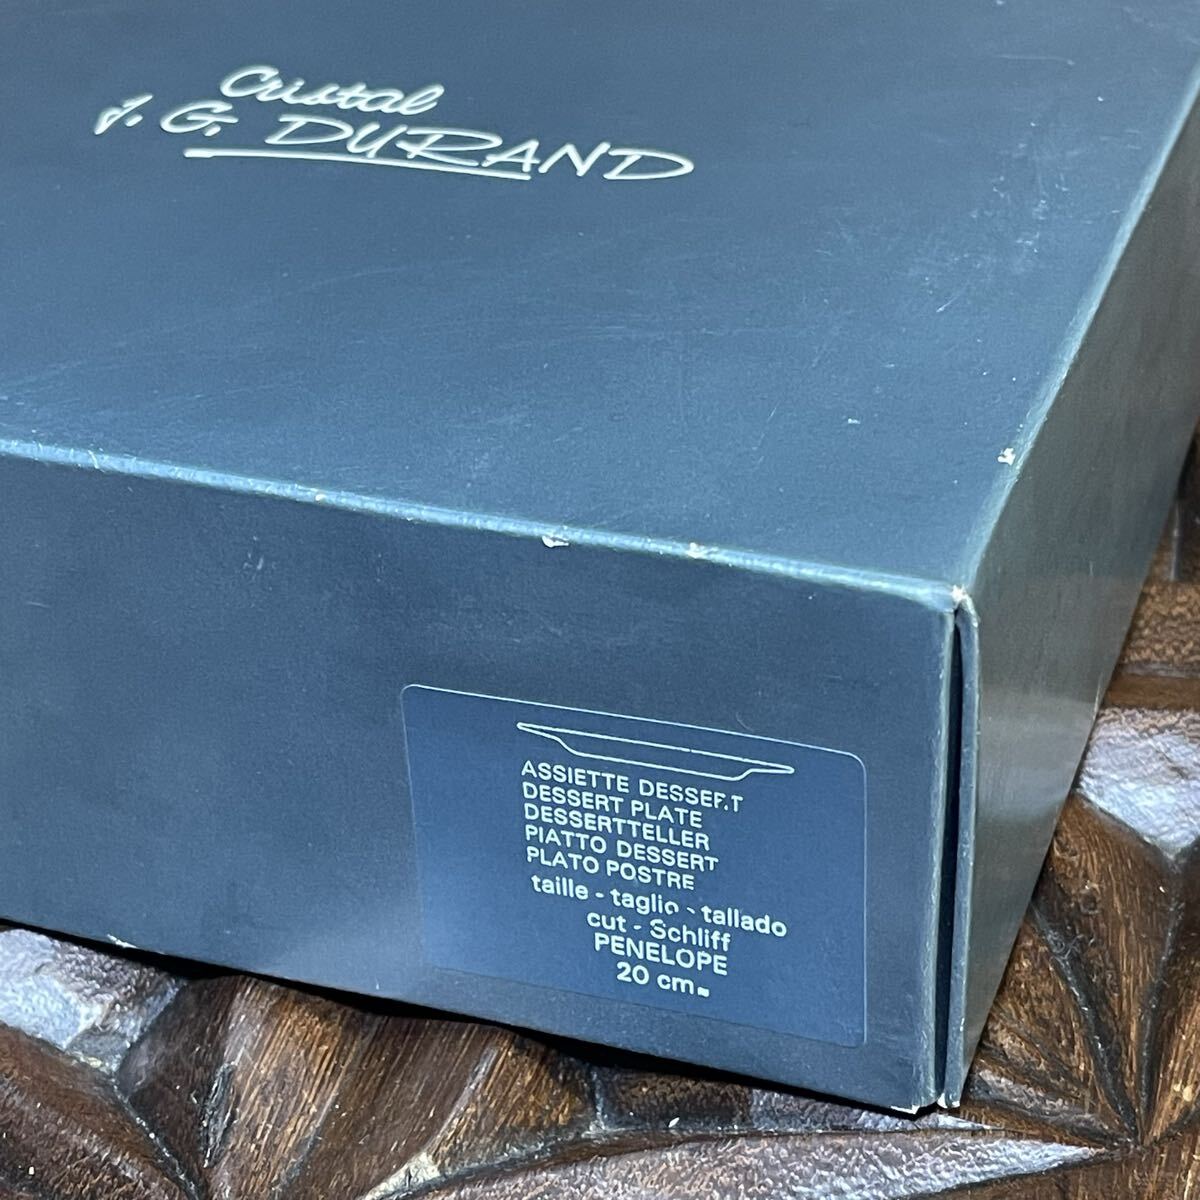 Cristal
J. G. DURAND
ASSIETTE DESSERT
DESSERT PLATE
DESSERTTELLER
PIATTO DESSERT
PLATO POSTRE
taille - taglio - tallado
cut - Schliff
PENELOPE
20 cm